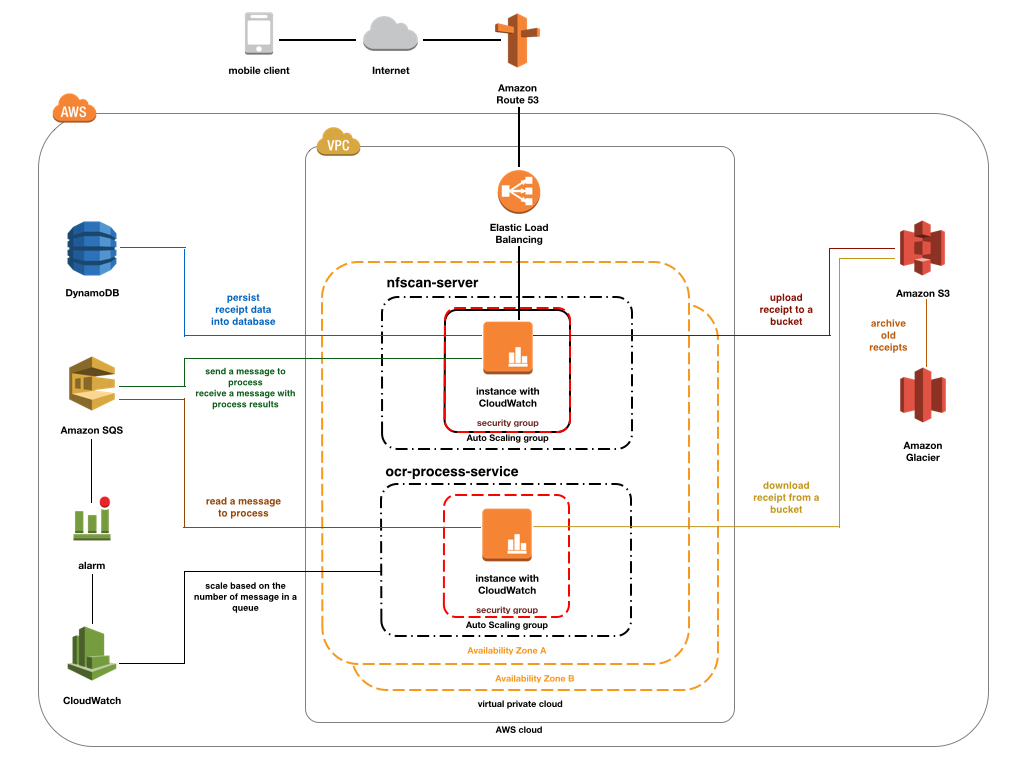 mobile client
Internet
Amazon
Route 53
AWS
VPC
Elastic Load
Balancing
DynamoDB
persist
receipt data
into database
nfscan-server
upload
receipt to a
bucket
Amazon S3
archive
old
receipts
send a message to
process
receive a message with
process results
instance with
CloudWatch
security group
Auto Scaling group
Amazon SQS
Amazon
Glacier
ocr-process-service
read a message
to process
download
receipt from a
bucket
alarm
instance with
CloudWatch
scale based on the
number of message in a
queue
security group
Auto Scaling group
Availability Zone A
Availability Zone B
CloudWatch
virtual private cloud
AWS cloud